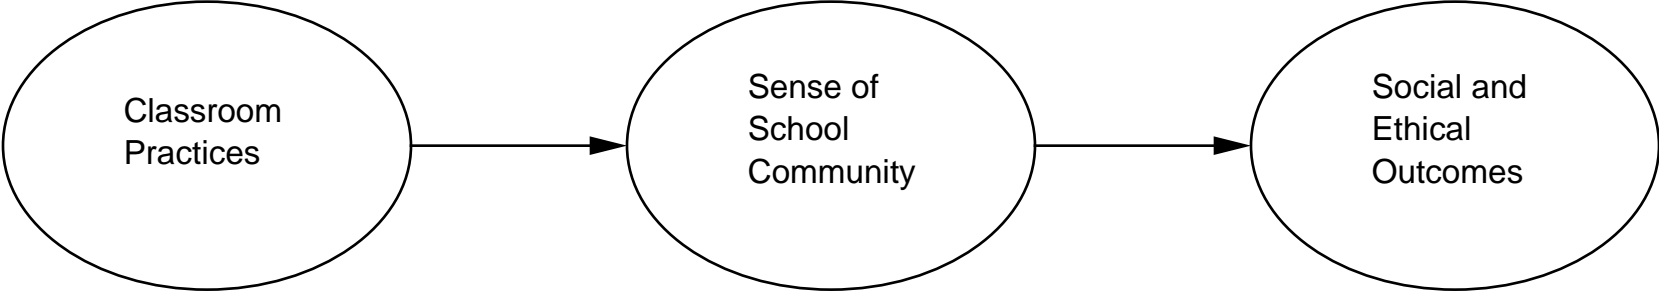 Classroom
Practices
Sense of
School
Community
Social and
Ethical
Outcomes